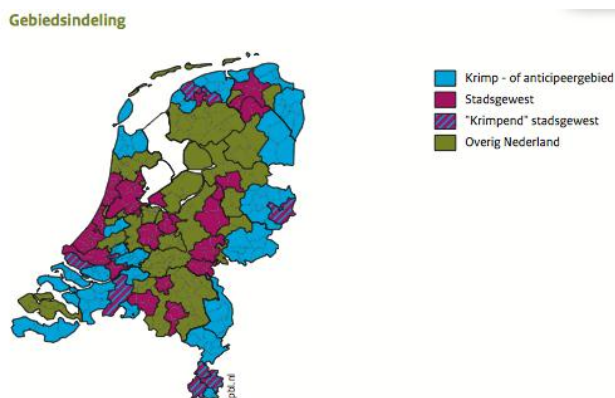 Gebiedsindeling
Krimp - of anticipeergebied
Stadsgewest
"Krimpend" stadsgewest
Overig Nederland
pbl.nl